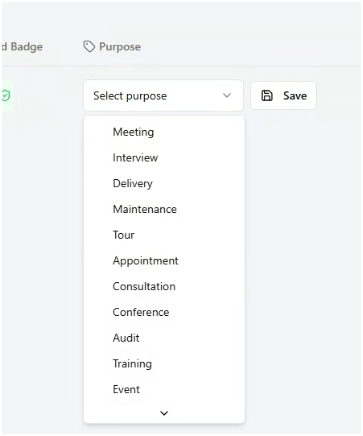 d Badge
Purpose
Select purpose
Save
Meeting
Interview
Delivery
Maintenance
Tour
Appointment
Consultation
Conference
Audit
Training
Event